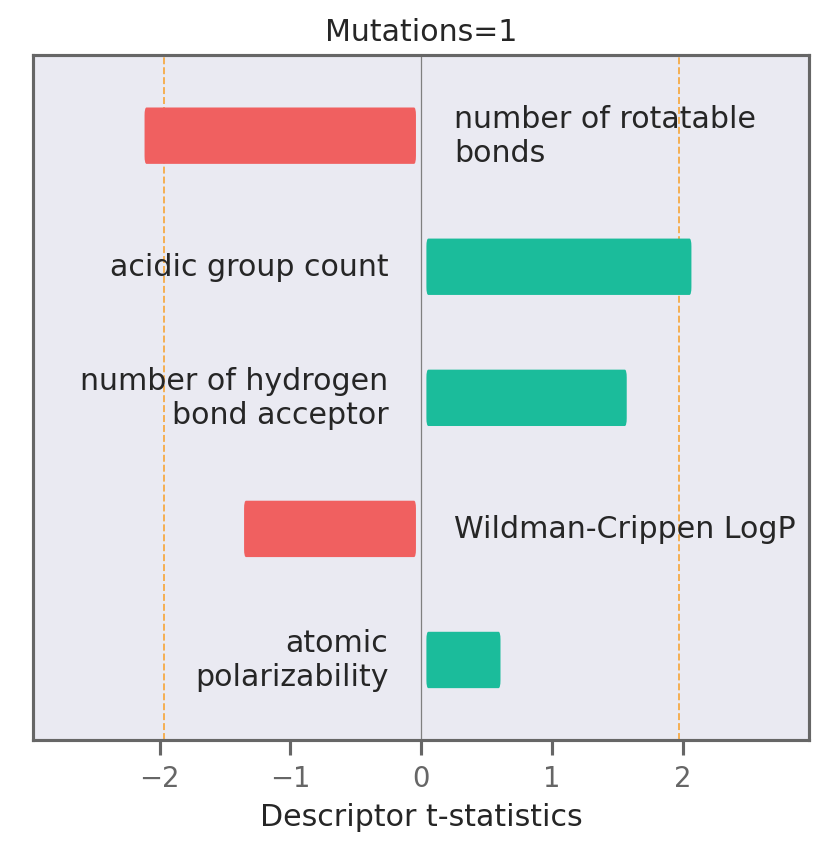 Mutations=1
number of rotatable
bonds
acidic group count
number of hydrogen
bond acceptor
Wildman-Crippen LogP
atomic
polarizability
−2 −1 0 1 2
Descriptor t-statistics